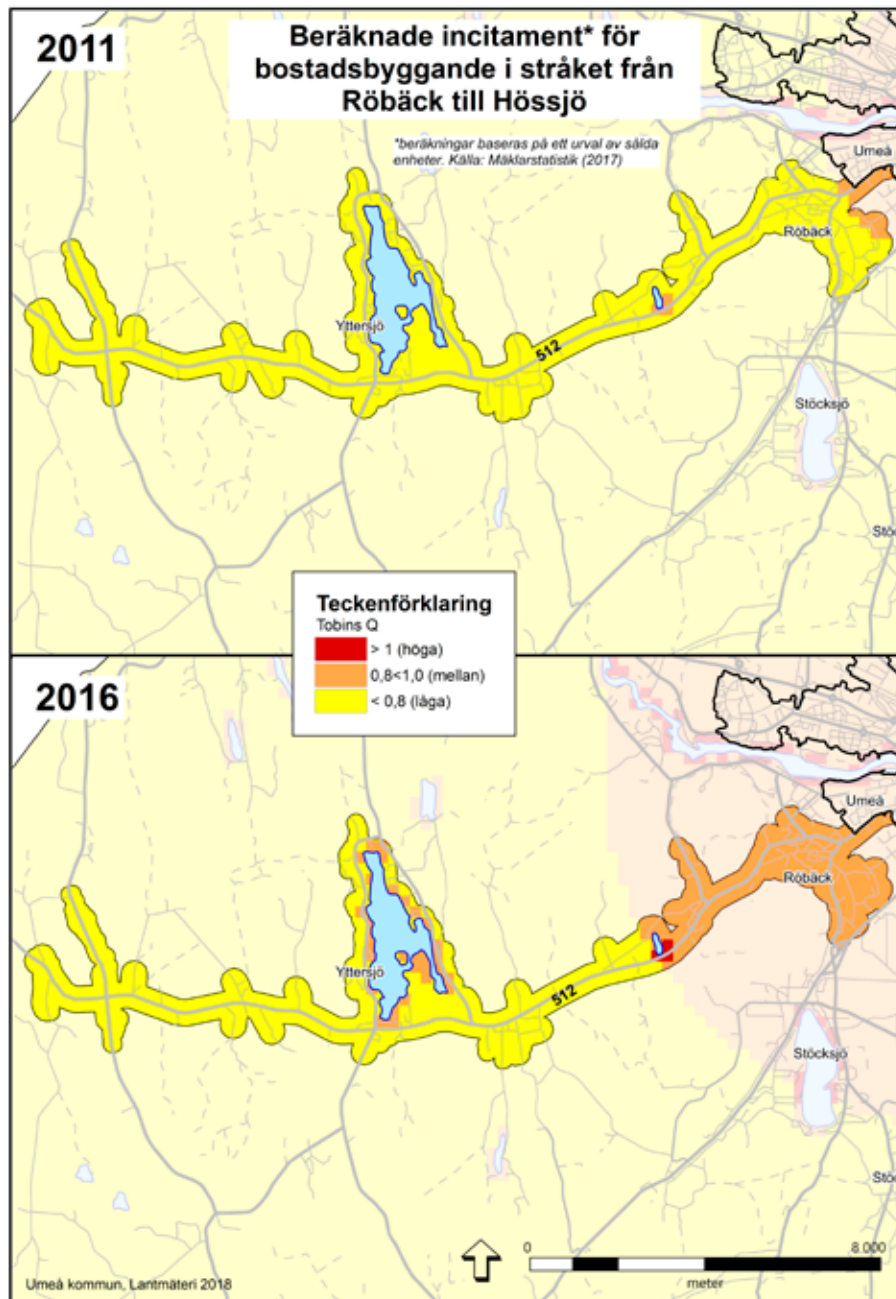 2011
Beräknade incitament* för
bostadsbyggande i stråket från
Röbäck till Hössjö
*beräkningar baseras på ett urval av sålda
enheter. Källa: Mäklarstatistik (2017)
Umeå
Röbäck
Yttersjö
512
Stöcksjö
Stöc
Teckenförklaring
Tobins Q
> 1 (höga)
0,8<1,0 (mellan)
< 0,8 (låga)
2016
Umeå
Röbäck
Yttersjö
512
Stöcksjö
Stöc
0 8 000
meter
Umeå kommun, Lantmäteri 2018